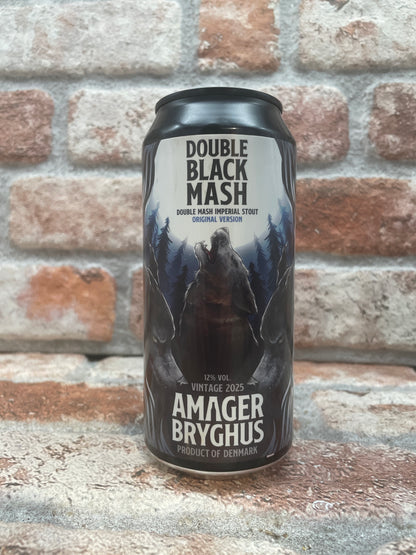 DOUBLE
BLACK
MASH
DOUBLE MASH IMPERIAL STOUT
ORIGINAL VERSION
12% VOL.
VINTAGE 2025
AMAGER
BRYGHUS
PRODUCT OF DENMARK